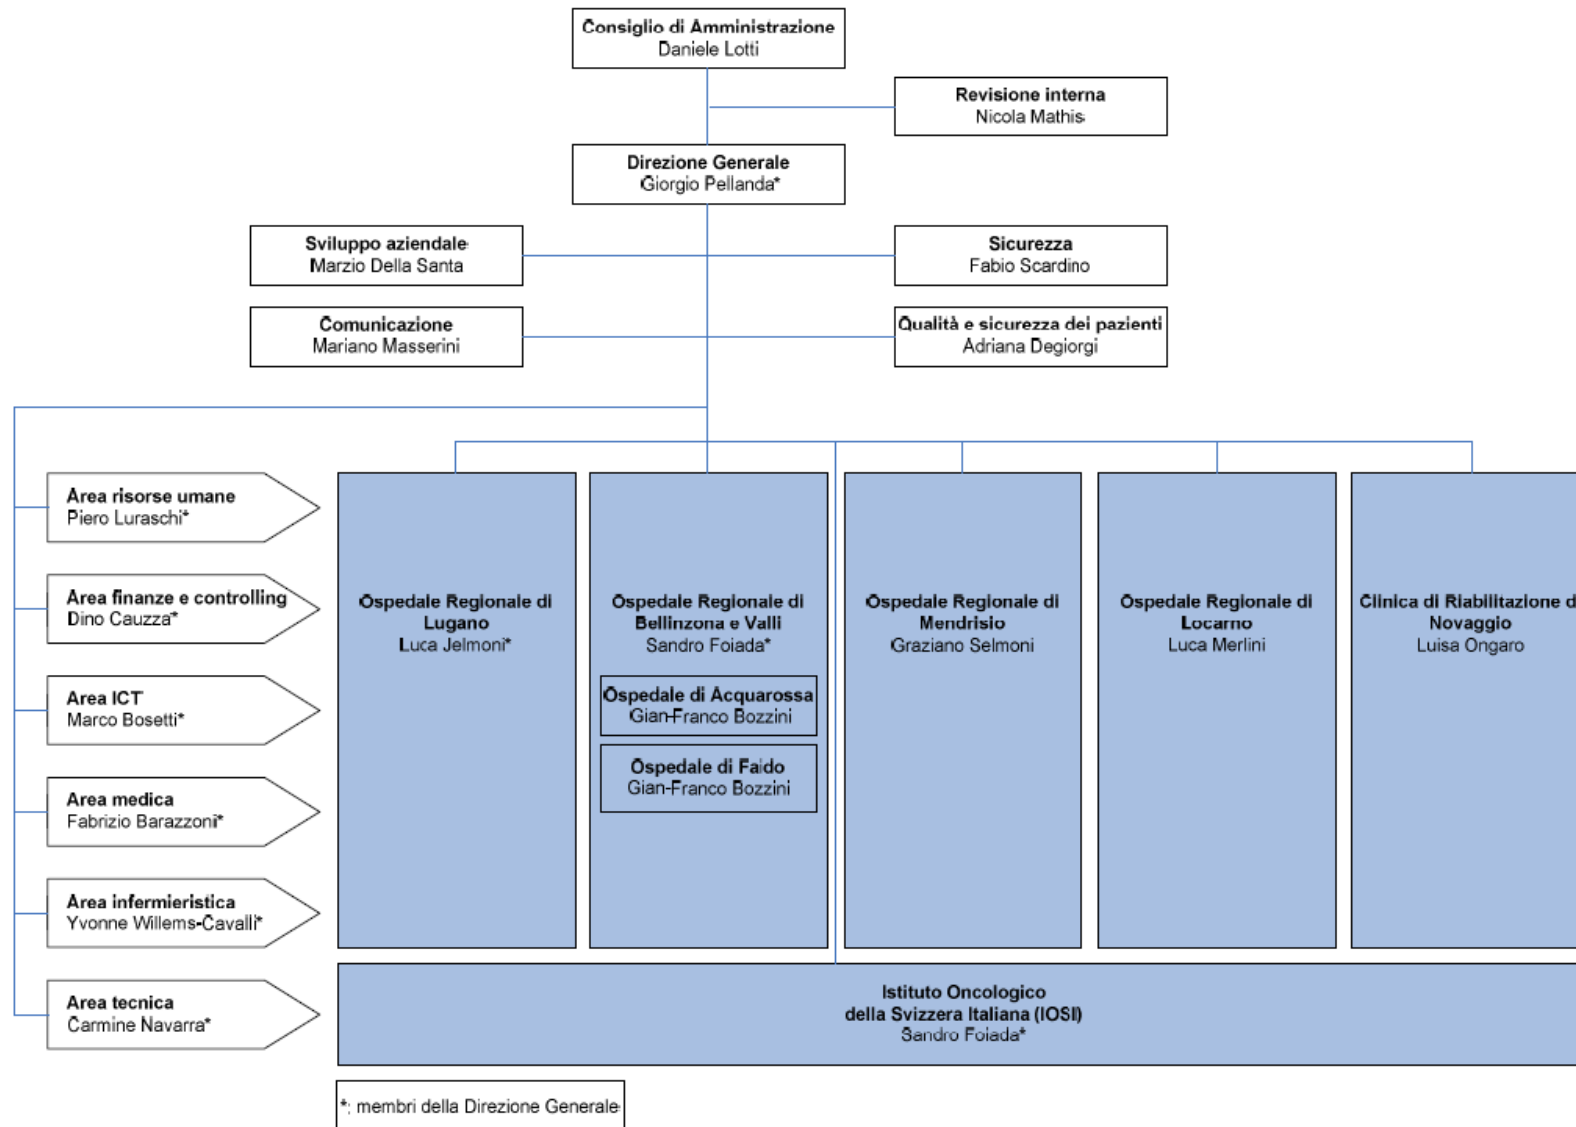 Consiglio di Amministrazione
Daniele Lotti
Revisione interna
Nicola Mathis
Direzione Generale
Giorgio Pellanda*
Sviluppo aziendale
Marzio Della Santa
Sicurezza
Fabio Scardino
Comunicazione
Mariano Masserini
Qualità e sicurezza dei pazienti
Adriana Degiorgi
Area risorse umane
Piero Luraschi*
Area finanze e controlling
Dino Cauzza*
Area ICT
Marco Bosetti*
Area medica
Fabrizio Barazzoni*
Area infermieristica
Yvonne Willems-Cavalli*
Area tecnica
Carmine Navarra*
Ospedale Regionale di
Lugano
Luca Jelmoni*
Ospedale Regionale di
Bellinzona e Valli
Sandro Foiada*
Ospedale di Acquarossa
Gian-Franco Bozzini
Ospedale di Faido
Gian-Franco Bozzini
Ospedale Regionale di
Mendrisio
Graziano Selmoni
Ospedale Regionale di
Locarno
Luca Merlini
Clinica di Riabilitazione d
Novaggio
Luisa Ongaro
Istituto Oncologico
della Svizzera Italiana (IOSI)
Sandro Foiada*
*: membri della Direzione Generale